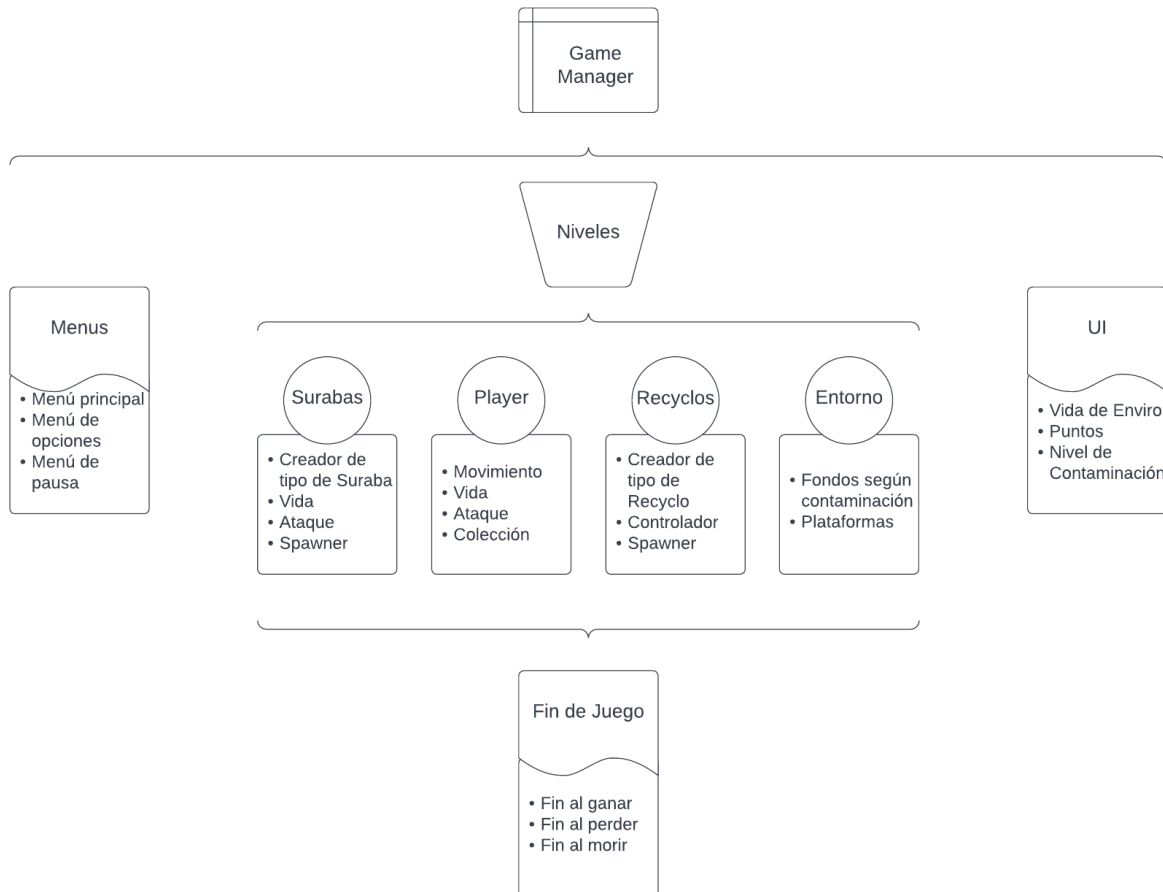 Game
Manager
Niveles
Menus
• Menú principal
• Menú de
opciones
• Menú de
pausa
Surabas
• Creador de
tipo de Suraba
• Vida
• Ataque
• Spawner
Player
• Movimiento
• Vida
• Ataque
• Colección
Recyclos
• Creador de
tipo de
Recyclo
• Controlador
• Spawner
Entorno
• Fondos según
contaminación
• Plataformas
UI
• Vida de Enviro
• Puntos
• Nivel de
Contaminación
Fin de Juego
• Fin al ganar
• Fin al perder
• Fin al morir